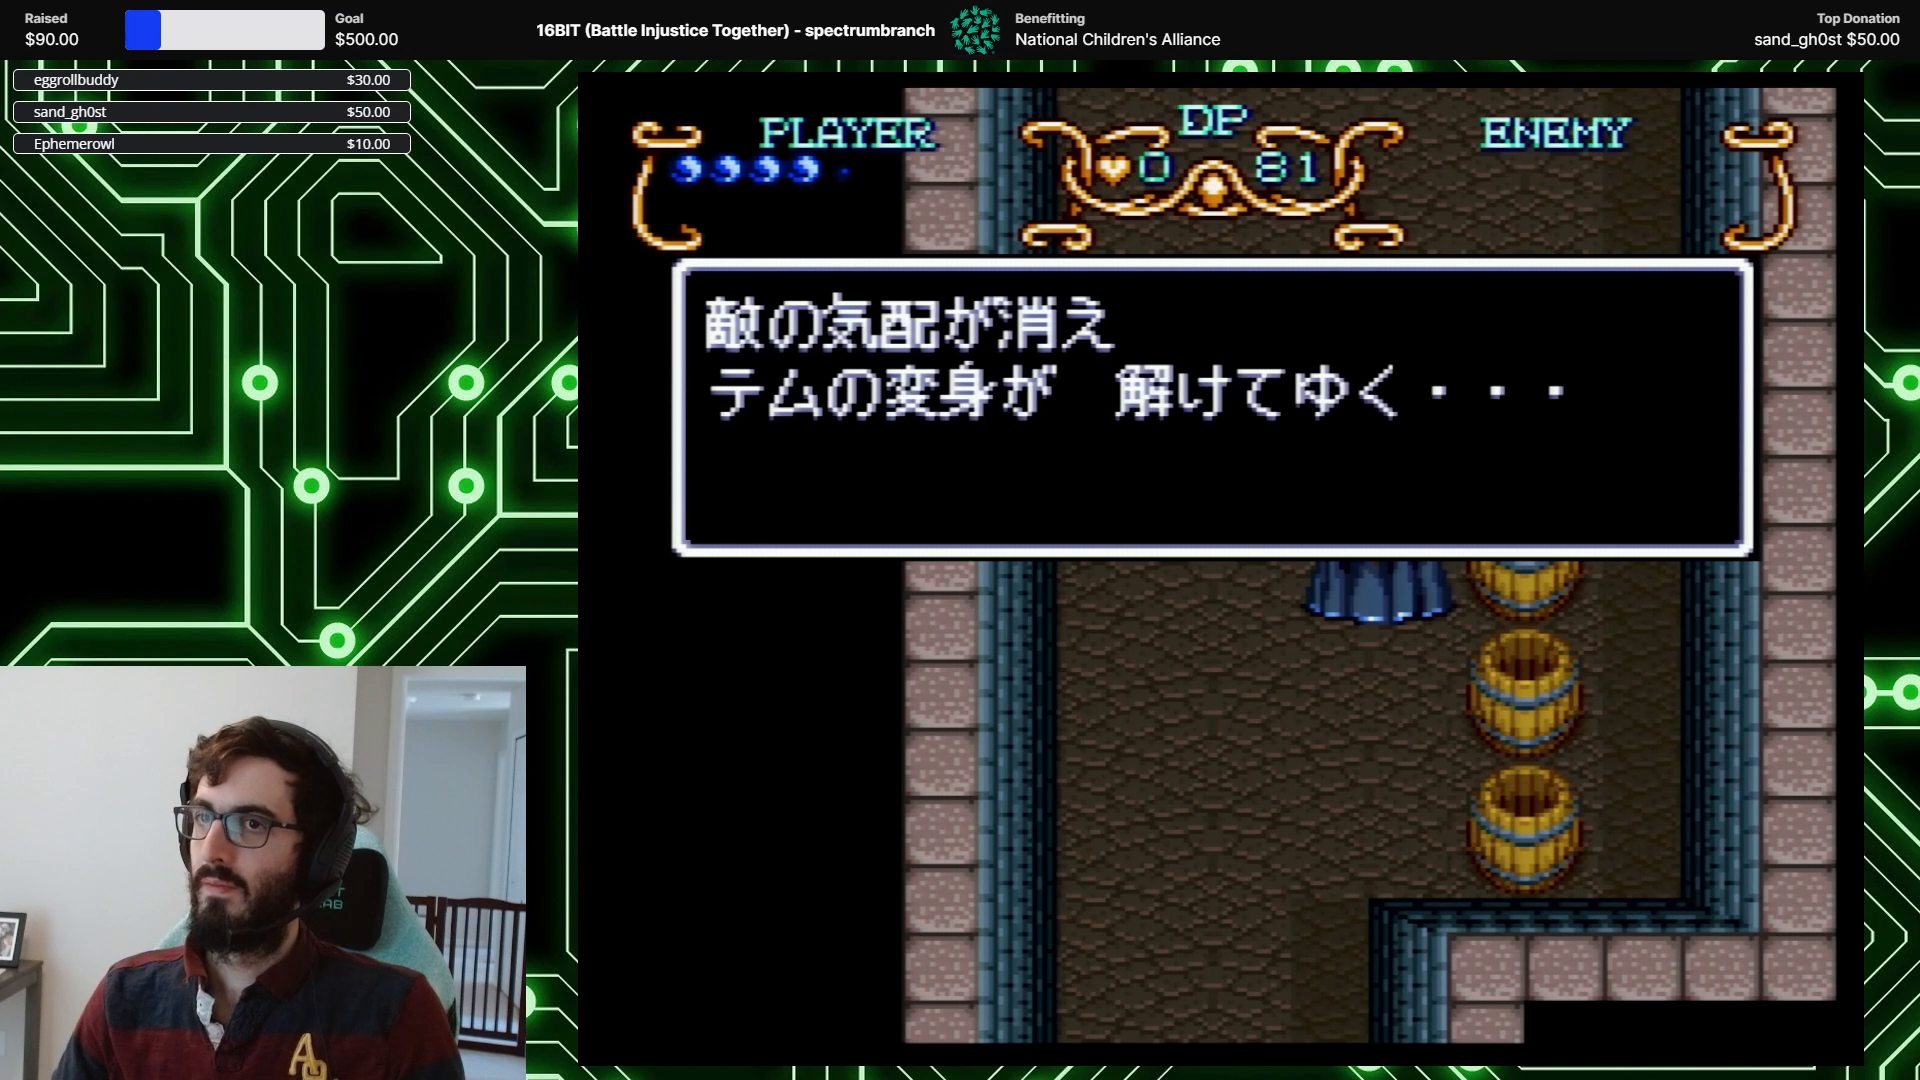 Raised
$90.00
Goal
$500.00
16BIT (Battle Injustice Together) - spectrumbranch
Benefitting
National Children's Alliance
Top Donation
sand_gh0st $50.00
eggrollbuddy $30.00
sand_gh0st $50.00
Ephemerowl $10.00
PLAYER
DP
ENEMY
0 81
敵の気配が消え
テムの変身が 解けてゆく・・・